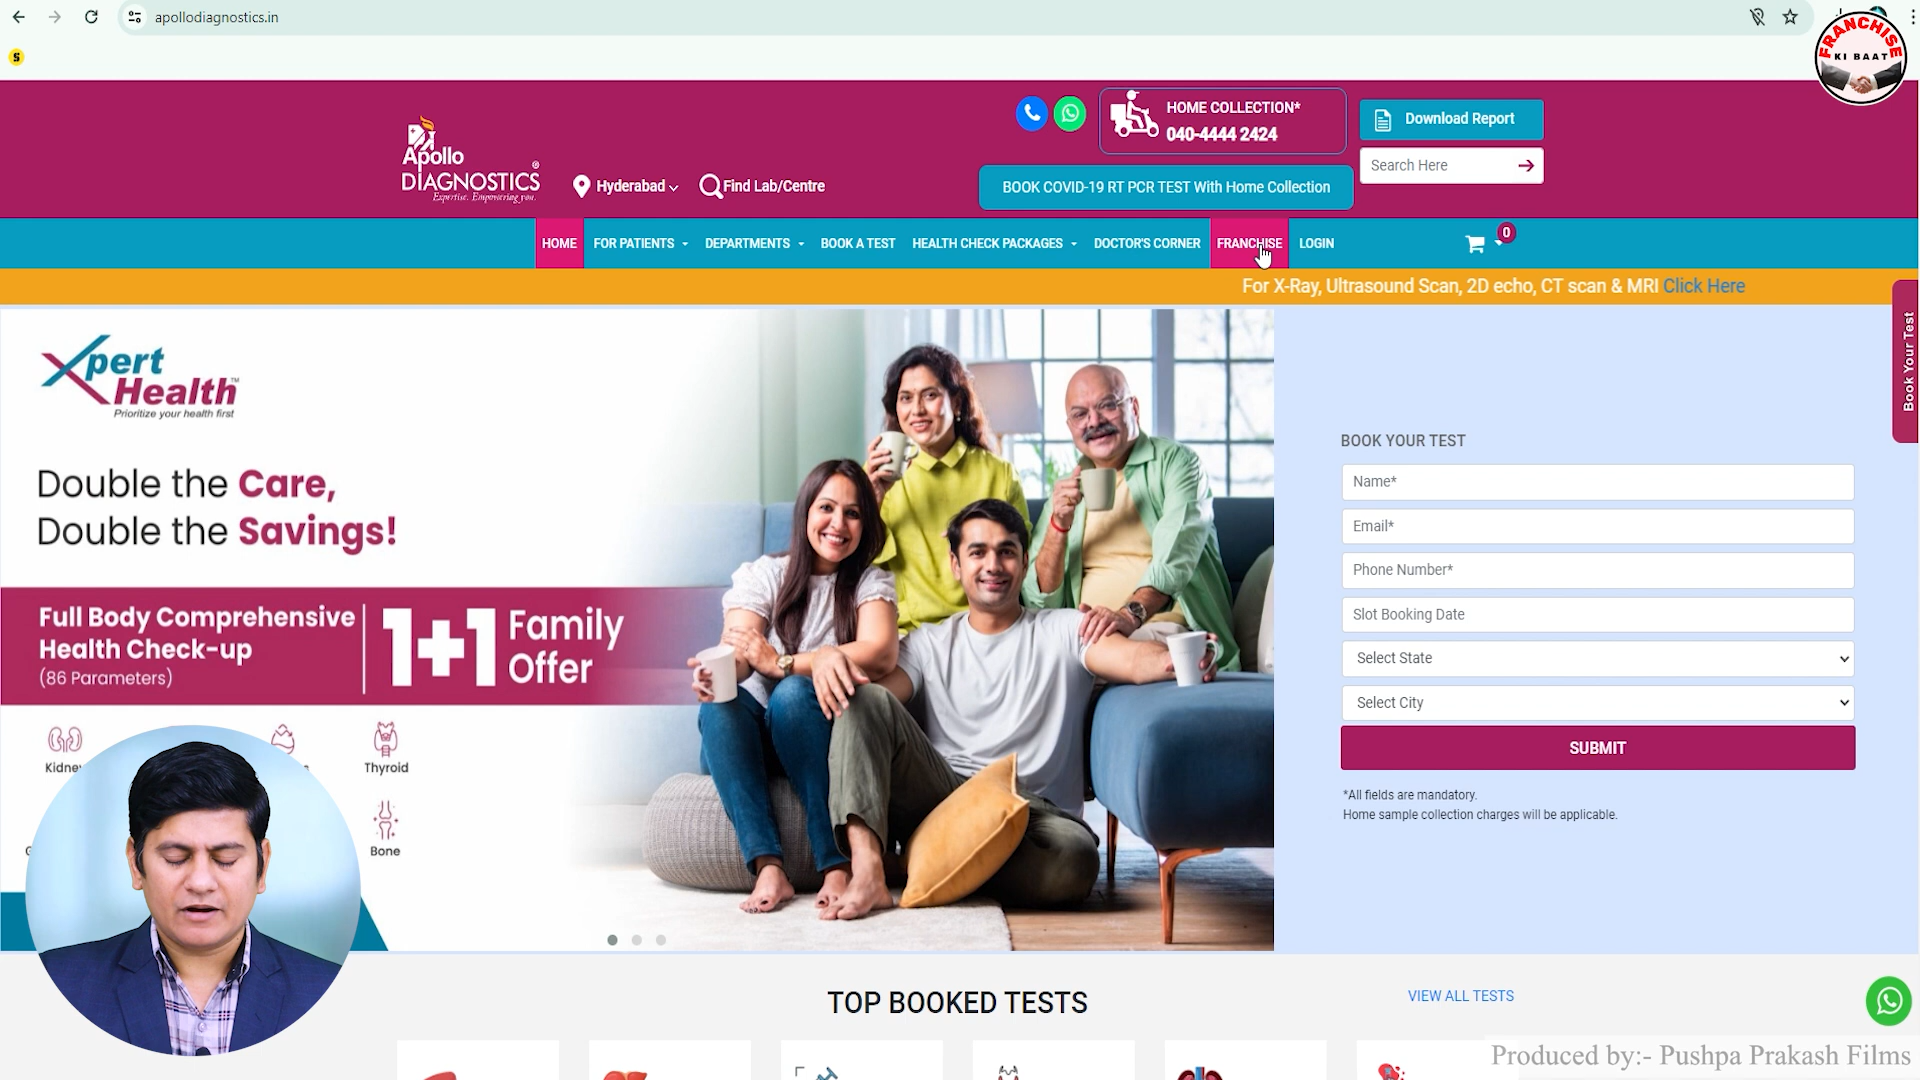 apollodiagnostics.in
S
FRANCHISE
KI BAAT
HOME COLLECTION*
040-4444 2424
Download Report
Apollo
DIAGNOSTICS®
Expertise. Empowering you.
Hyderabad
Find Lab/Centre
BOOK COVID-19 RT PCR TEST With Home Collection
Search Here
HOME
FOR PATIENTS
DEPARTMENTS
BOOK A TEST
HEALTH CHECK PACKAGES
DOCTOR'S CORNER
FRANCHISE
LOGIN
0
For X-Ray, Ultrasound Scan, 2D echo, CT scan & MRI Click Here
Book Your Test
Xpert
Health™
Prioritize your health first
Double the Care,
Double the Savings!
Full Body Comprehensive
Health Check-up
(86 Parameters)
1+1 Family
Offer
Thyroid
Bone
BOOK YOUR TEST
Name*
Email*
Phone Number*
Slot Booking Date
Select State
Select City
SUBMIT
*All fields are mandatory.
Home sample collection charges will be applicable.
TOP BOOKED TESTS
VIEW ALL TESTS
Produced by:- Pushpa Prakash Films